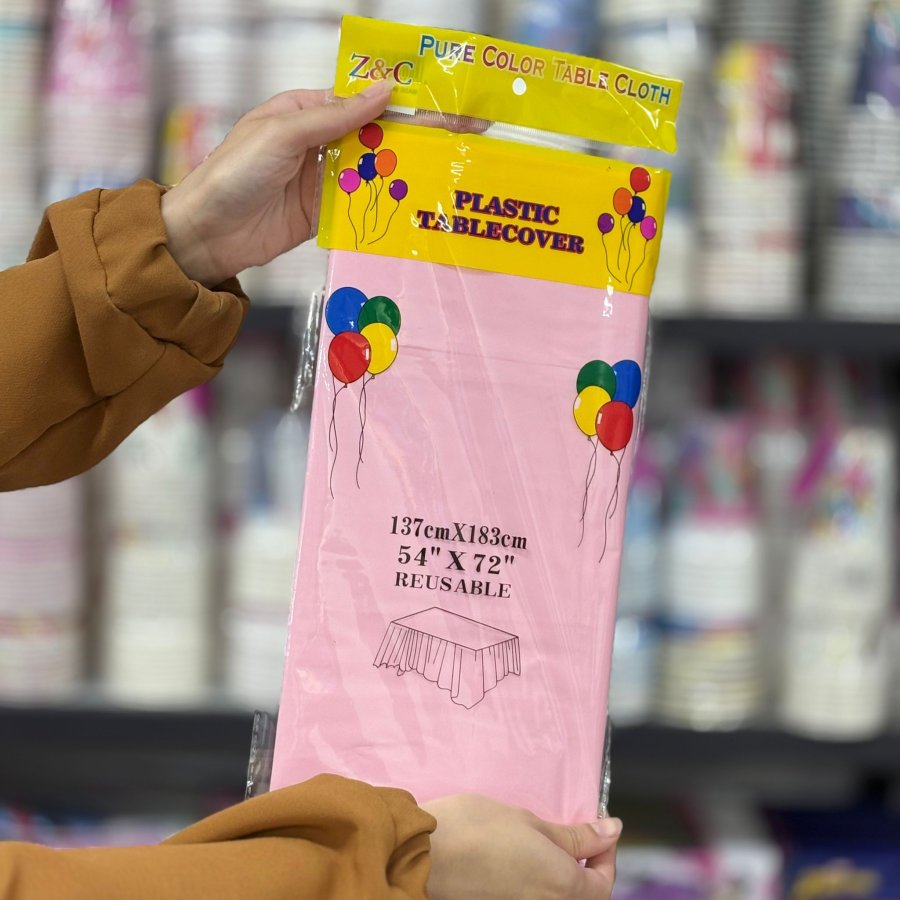 PURE COLOR TABLE CLOTH
Z&C
PLASTIC
TABLECOVER
137cmX183cm
54" X 72"
REUSABLE